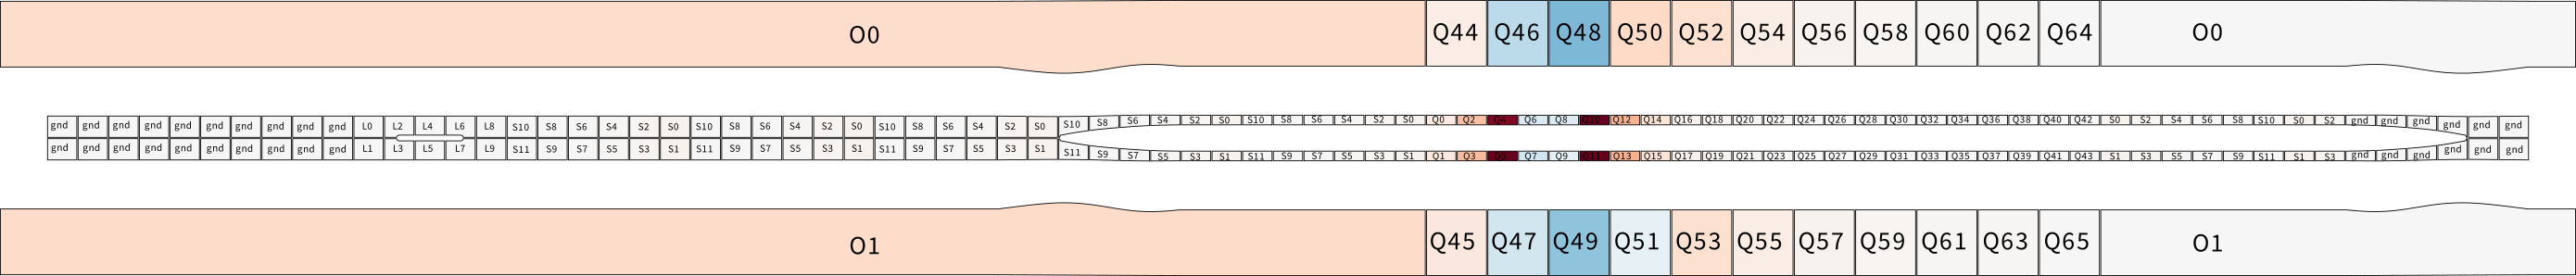 O0 Q44 Q46 Q48 Q50 Q52 Q54 Q56 Q58 Q60 Q62 Q64 O0
gnd gnd gnd gnd gnd gnd gnd gnd gnd gnd L0 L2 L4 L6 L8 S10 S8 S6 S4 S2 S0 S10 S8 S6 S4 S2 S0 S10 S8 S6 S4 S2 S0 S10 S8 S6 S4 S2 S0 S10 S8 S6 S4 S2 S0 Q0 Q2 Q4 Q6 Q8 Q10 Q12 Q14 Q16 Q18 Q20 Q22 Q24 Q26 Q28 Q30 Q32 Q34 Q36 Q38 Q40 Q42 S0 S2 S4 S6 S8 S10 S0 S2 gnd gnd gnd gnd gnd gnd
gnd gnd gnd gnd gnd gnd gnd gnd gnd gnd L1 L3 L5 L7 L9 S11 S9 S7 S5 S3 S1 S11 S9 S7 S5 S3 S1 S11 S9 S7 S5 S3 S1 S11 S9 S7 S5 S3 S1 S11 S9 S7 S5 S3 S1 Q1 Q3 Q5 Q7 Q9 Q11 Q13 Q15 Q17 Q19 Q21 Q23 Q25 Q27 Q29 Q31 Q33 Q35 Q37 Q39 Q41 Q43 S1 S3 S5 S7 S9 S11 S1 S3 gnd gnd gnd gnd gnd gnd
O1 Q45 Q47 Q49 Q51 Q53 Q55 Q57 Q59 Q61 Q63 Q65 O1